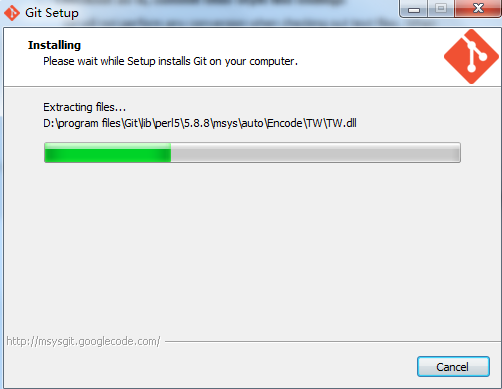 Git Setup
Installing
Please wait while Setup installs Git on your computer.
Extracting files...
D:\program files\Git\lib\perl5\5.8.8\msys\auto\Encode\TW\TW.dll
http://msysgit.googlecode.com/
Cancel